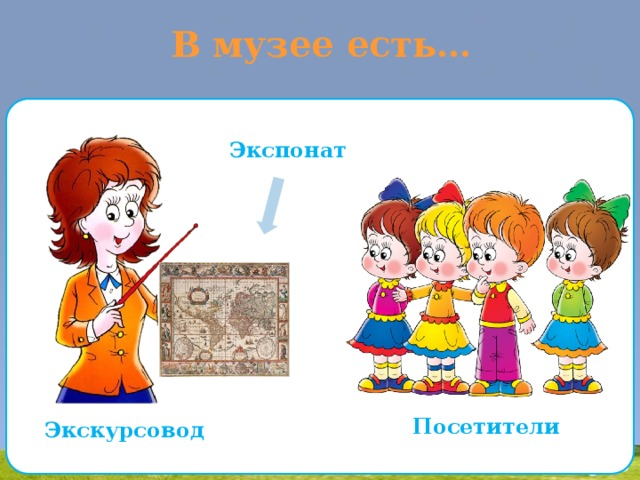 В музее есть...
Экспонат
Экскурсовод
Посетители